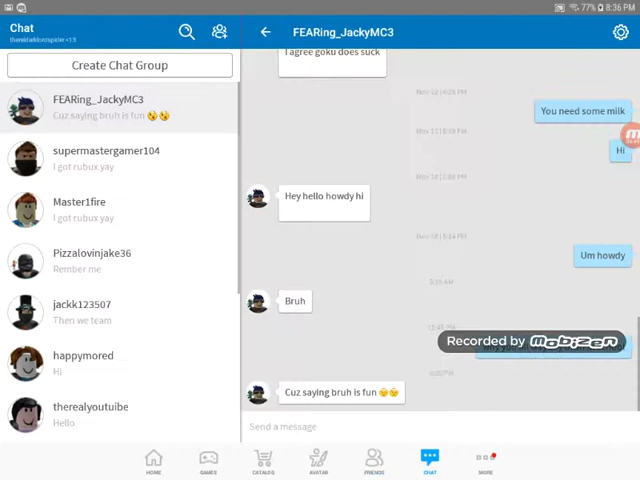 77% 8:36 PM
Chat
Create Chat Group
FEARing_JackyMC3
Cuz saying bruh is fun 😘😘
supermastergamer104
I got rubux yay
Master1fire
I got rubux yay
Pizzalovinjake36
Rember me
jackk123507
Then we team
happymored
Hi
therealyoutuibe
Hello
FEARing_JackyMC3
I agree goku does suck
You need some milk
Hi
Hey hello howdy hi
Um howdy
Bruh
Recorded by mobizen
Cuz saying bruh is fun 😘😘
Send a message
HOME
GAMES
CATALOG
AVATAR
FRIENDS
CHAT
MORE